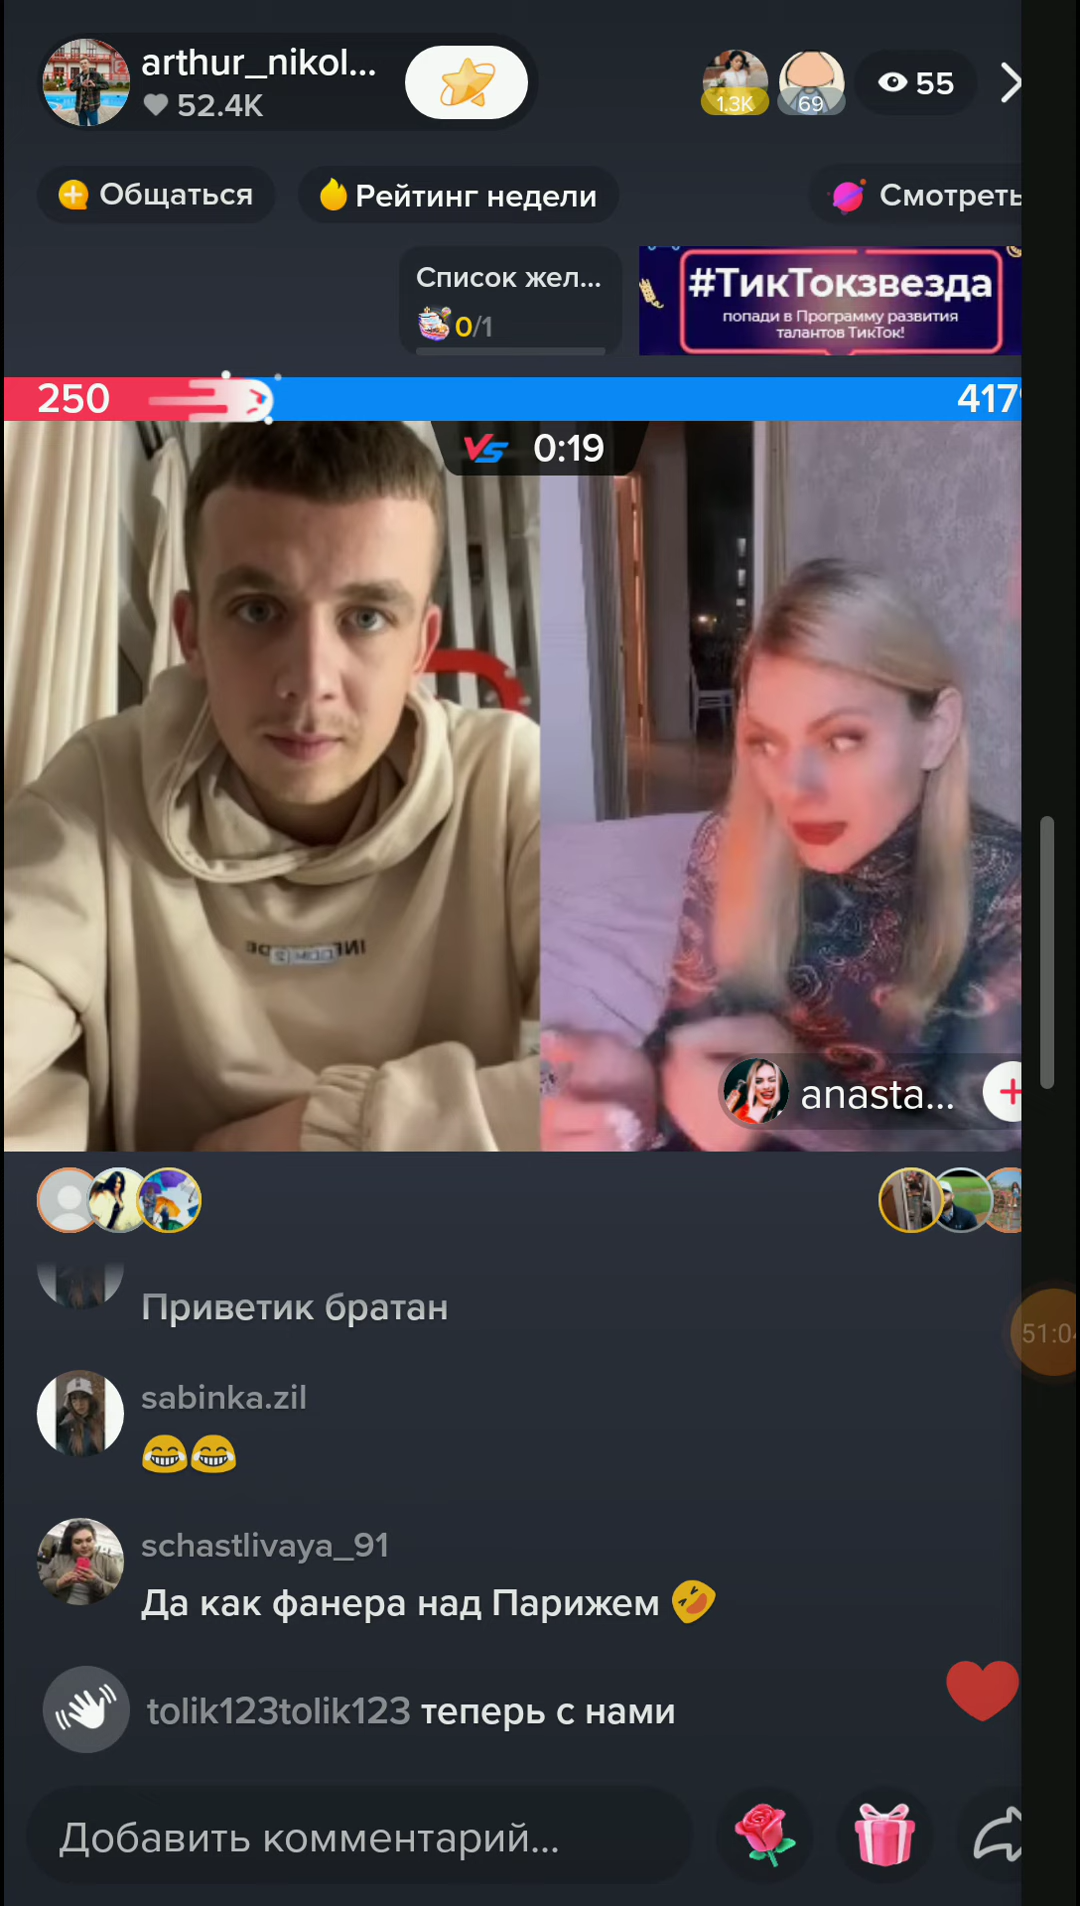 arthur_nikol...
52.4K
1.3K
69
55
Общаться
Рейтинг недели
Смотреть
Список жел...
0/1
#ТикТокзвезда
попади в Программу развития
талантов ТикТок!
250
417
VS 0:19
anasta...
Приветик братан
sabinka.zil
😂😂
schastlivaya_91
Да как фанера над Парижем 🤣
tolik123tolik123 теперь с нами
51:04
Добавить комментарий...